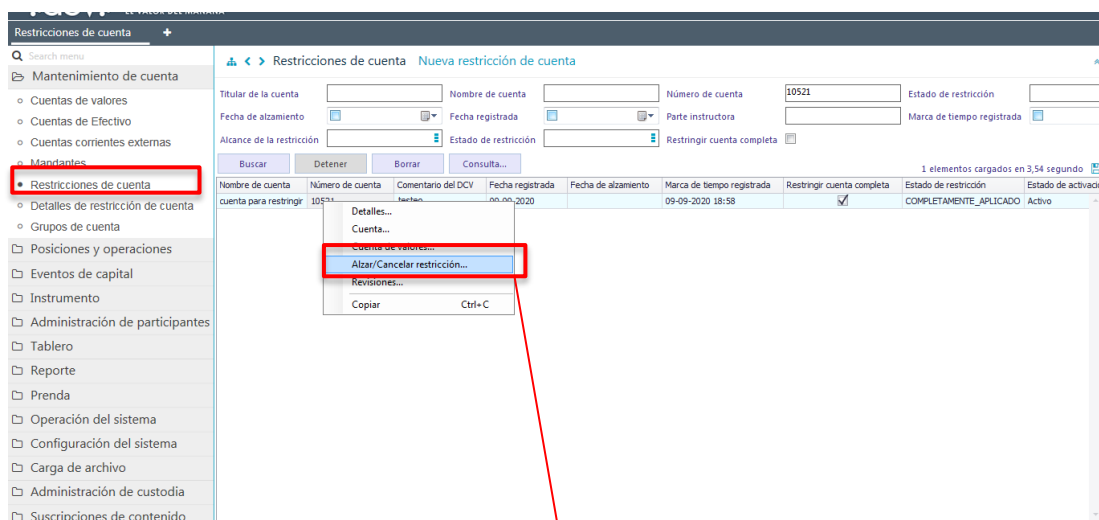 EL VALOR DEL MAÑANA
Restricciones de cuenta +
Search menu
Mantenimiento de cuenta
Cuentas de valores
Cuentas de Efectivo
Cuentas corrientes externas
Mandantes
Restricciones de cuenta
Detalles de restricción de cuenta
Grupos de cuenta
Posiciones y operaciones
Eventos de capital
Instrumento
Administración de participantes
Tablero
Reporte
Prenda
Operación del sistema
Configuración del sistema
Carga de archivo
Administración de custodia
Suscripciones de contenido
Restricciones de cuenta Nueva restricción de cuenta
Titular de la cuenta Nombre de cuenta Número de cuenta 10521 Estado de restricción
Fecha de alzamiento Fecha registrada Parte instructora Marca de tiempo registrada
Alcance de la restricción Estado de restricción Restringir cuenta completa
Buscar Detener Borrar Consulta...
1 elementos cargados en 3,54 segundo
Nombre de cuenta Número de cuenta Comentario del DCV Fecha registrada Fecha de alzamiento Marca de tiempo registrada Restringir cuenta completa Estado de restricción Estado de activaci
cuenta para restringir 10521 testeo 09-09-2020 09-09-2020 18:58 COMPLETAMENTE_APLICADO Activo
Detalles...
Cuenta...
Cuenta de valores...
Alzar/Cancelar restricción...
Revisiones...
Copiar Ctrl+C